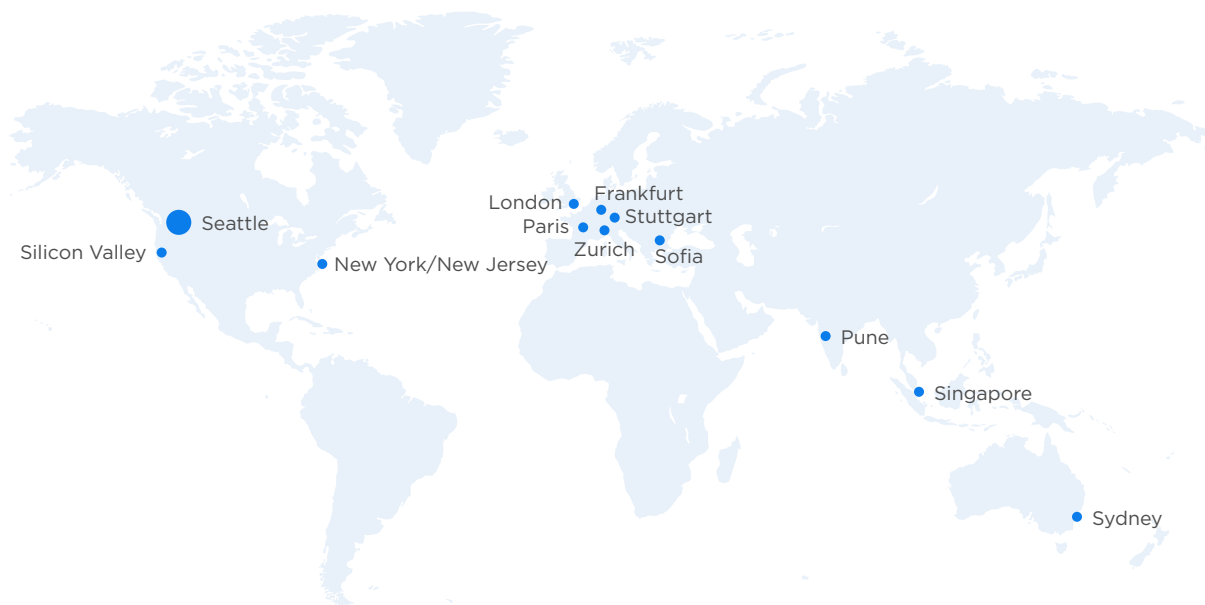 Frankfurt
London
Stuttgart
Seattle
Paris
Zurich
Silicon Valley
Sofia
New York/New Jersey
Pune
Singapore
Sydney